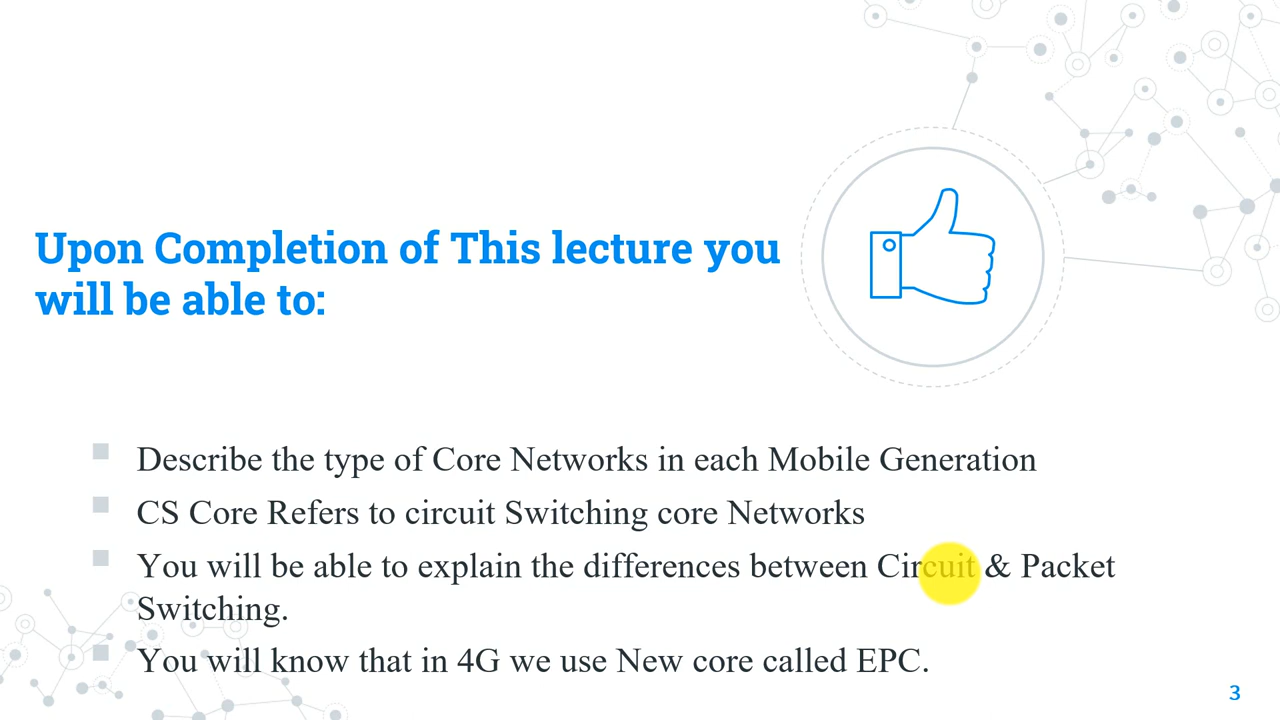 Upon Completion of This lecture you
will be able to:
Describe the type of Core Networks in each Mobile Generation
CS Core Refers to circuit Switching core Networks
You will be able to explain the differences between Circuit & Packet
Switching.
You will know that in 4G we use New core called EPC.
3